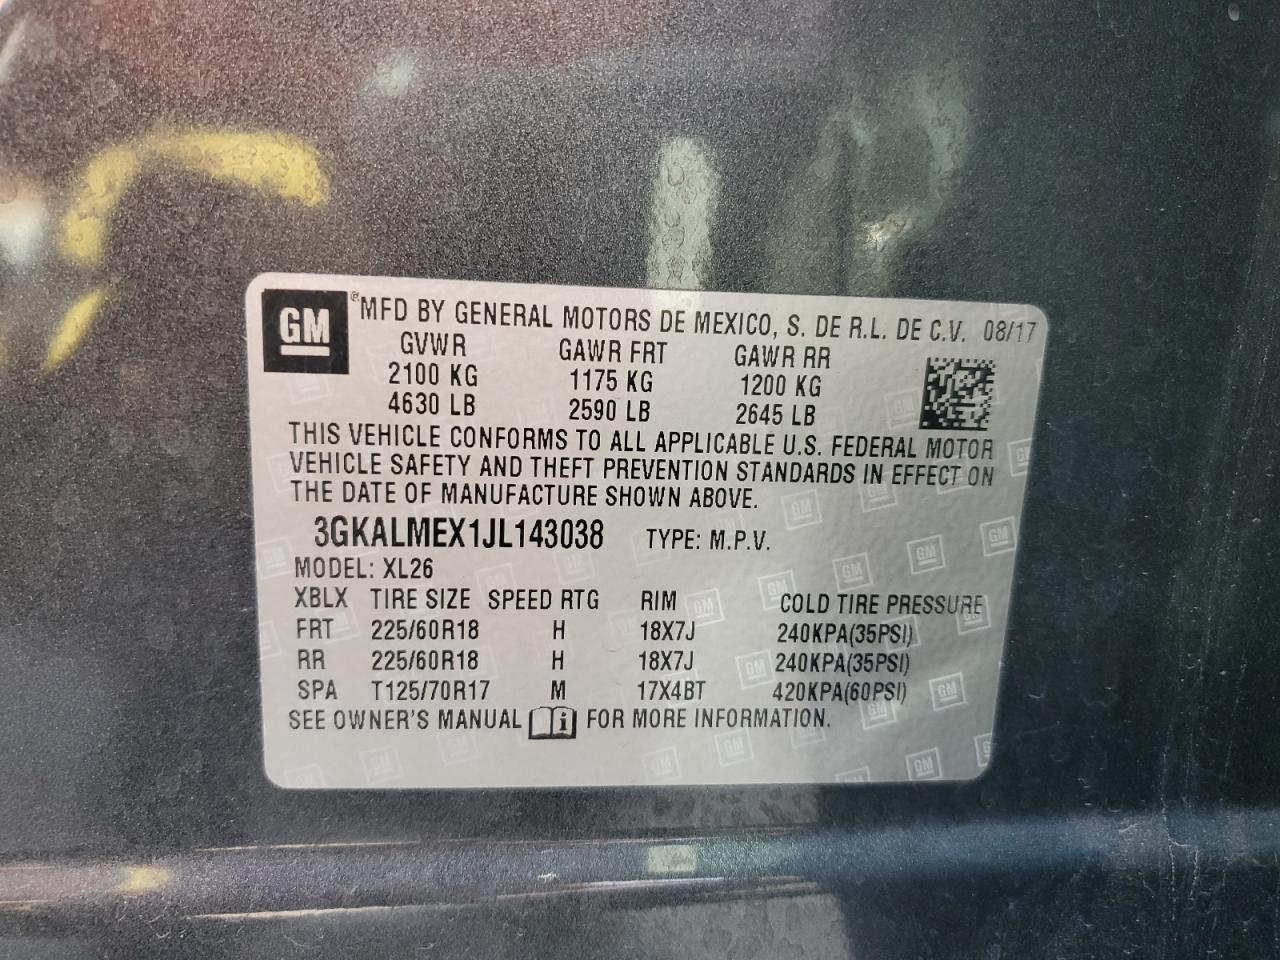 GM ® MFD BY GENERAL MOTORS DE MEXICO, S. DE R.L. DE C.V. 08/17
GVWR GAWR FRT GAWR RR
2100 KG 1175 KG 1200 KG
4630 LB 2590 LB 2645 LB
THIS VEHICLE CONFORMS TO ALL APPLICABLE U.S. FEDERAL MOTOR
VEHICLE SAFETY AND THEFT PREVENTION STANDARDS IN EFFECT ON
THE DATE OF MANUFACTURE SHOWN ABOVE.
3GKALMEX1JL143038 TYPE: M.P.V.
MODEL: XL26
XBLX TIRE SIZE SPEED RTG RIM COLD TIRE PRESSURE
FRT 225/60R18 H 18X7J 240KPA(35PSI)
RR 225/60R18 H 18X7J 240KPA(35PSI)
SPA T125/70R17 M 17X4BT 420KPA(60PSI)
SEE OWNER'S MANUAL i FOR MORE INFORMATION.